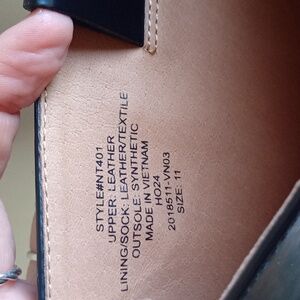 STYLE#NT401
UPPER: LEATHER
LINING/SOCK: LEATHER/TEXTILE
OUTSOLE: SYNTHETIC
MADE IN VIETNAM
HO24
2018511-VN03
SIZE: 11